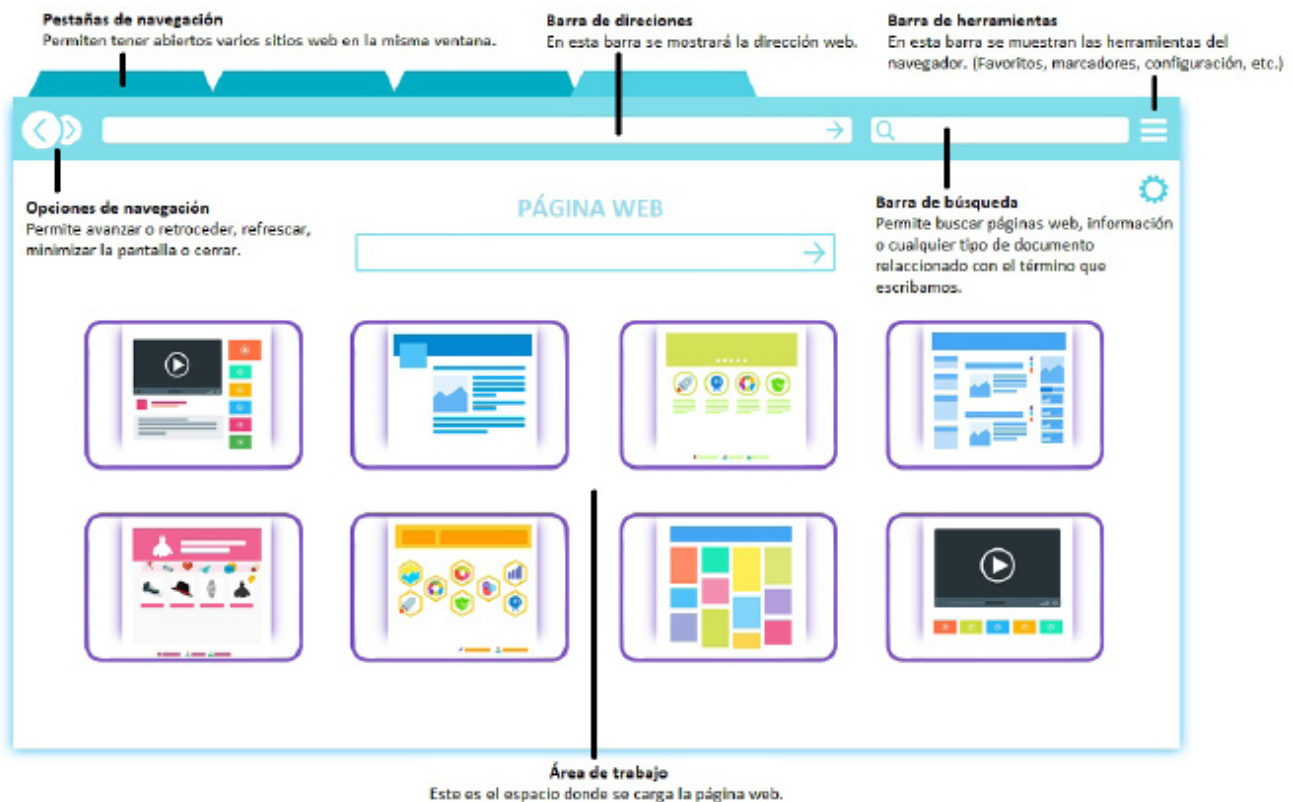 Pestañas de navegación
Permiten tener abiertos varios sitios web en la misma ventana.
Barra de direciones
En esta barra se mostrará la dirección web.
Barra de herramientas
En esta barra se muestran las herramientas del
navegador. (Favoritos, marcadores, configuración, etc.)
Opciones de navegación
Permite avanzar o retroceder, refrescar,
minimizar la pantalla o cerrar.
PÁGINA WEB
Barra de búsqueda
Permite buscar páginas web, información
o cualquier tipo de documento
relaccionado con el término que
escribamos.
Área de trabajo
Este es el espacio donde se carga la página web.